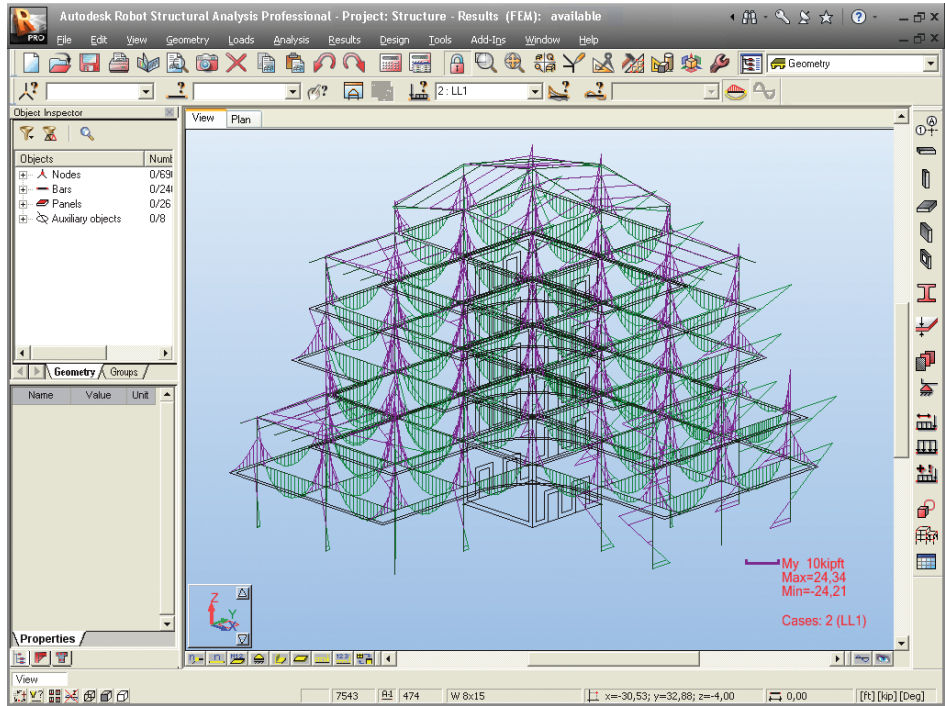 Autodesk Robot Structural Analysis Professional - Project: Structure - Results (FEM): available
PRO
File Edit View Geometry Loads Analysis Results Design Tools Add-Ins Window Help
Geometry
2 : LL1
Object Inspector
View Plan
Objects Numb
Nodes 0/69
Bars 0/24
Panels 0/26
Auxiliary objects 0/8
Geometry Groups
Name Value Unit
My 10kipft
Max=24,34
Min=-24,21
Cases: 2 (LL1)
Z
Y
X
Properties
View
7543 474 W 8x15 x=-30,53; y=32,88; z=-4,00 0,00 [ft] [kip] [Deg]